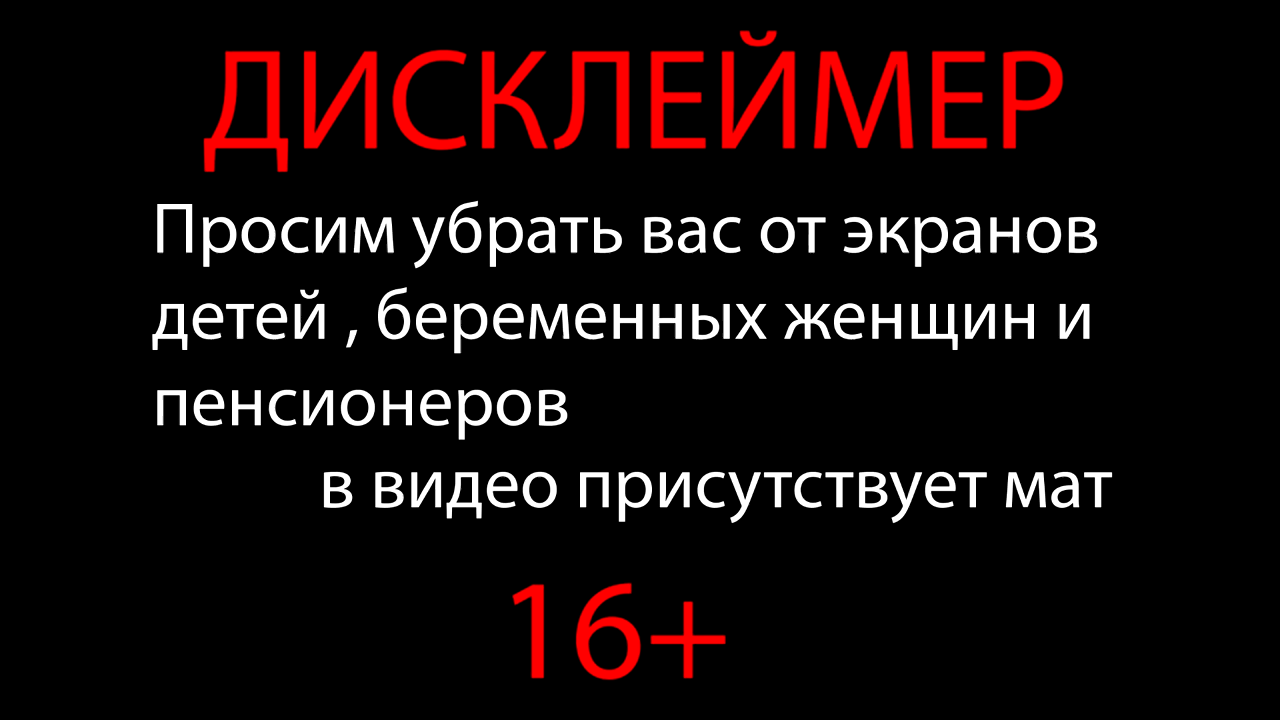 ДИСКЛЕЙМЕР
Просим убрать вас от экранов
детей , беременных женщин и
пенсионеров
в видео присутствует мат
16+